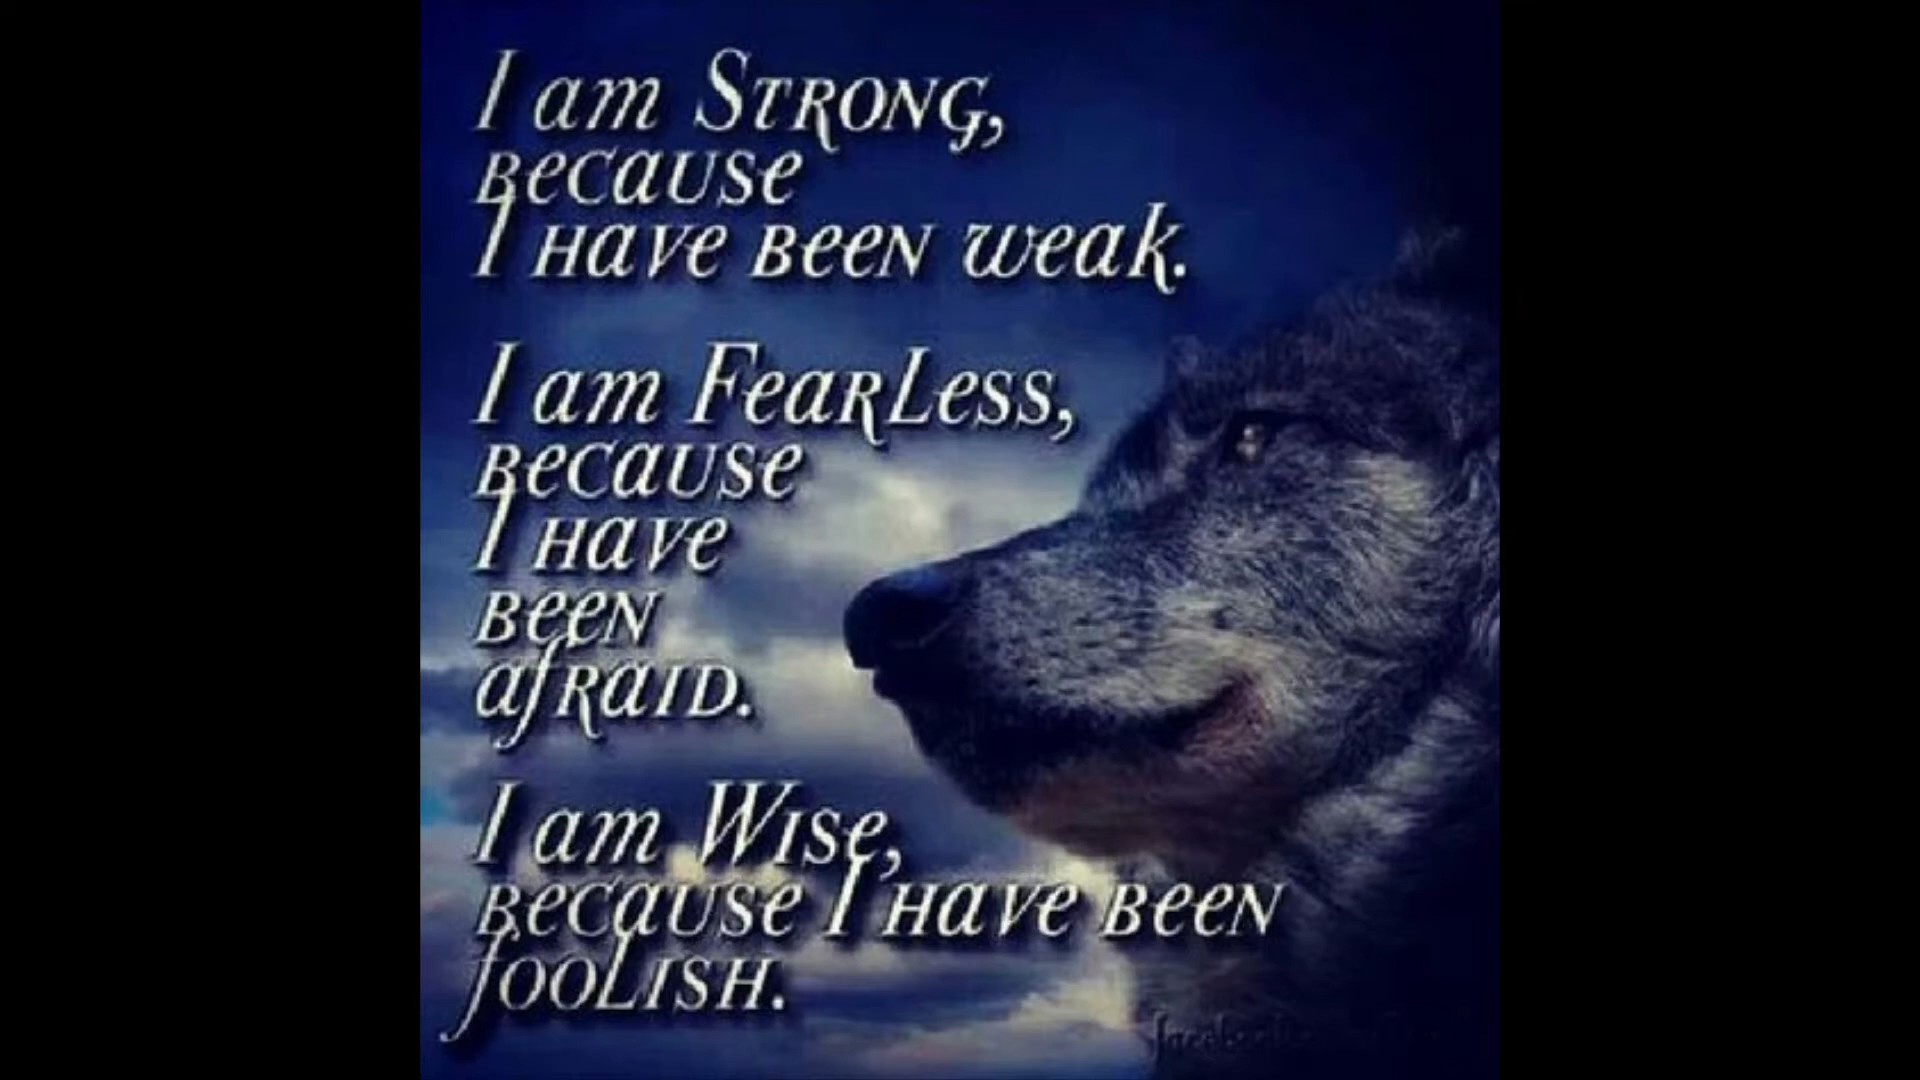 I am Strong,
because
I have been weak.
I am FearLess,
because
I have
been
afraid.
I am Wise,
because I have been
foolish.